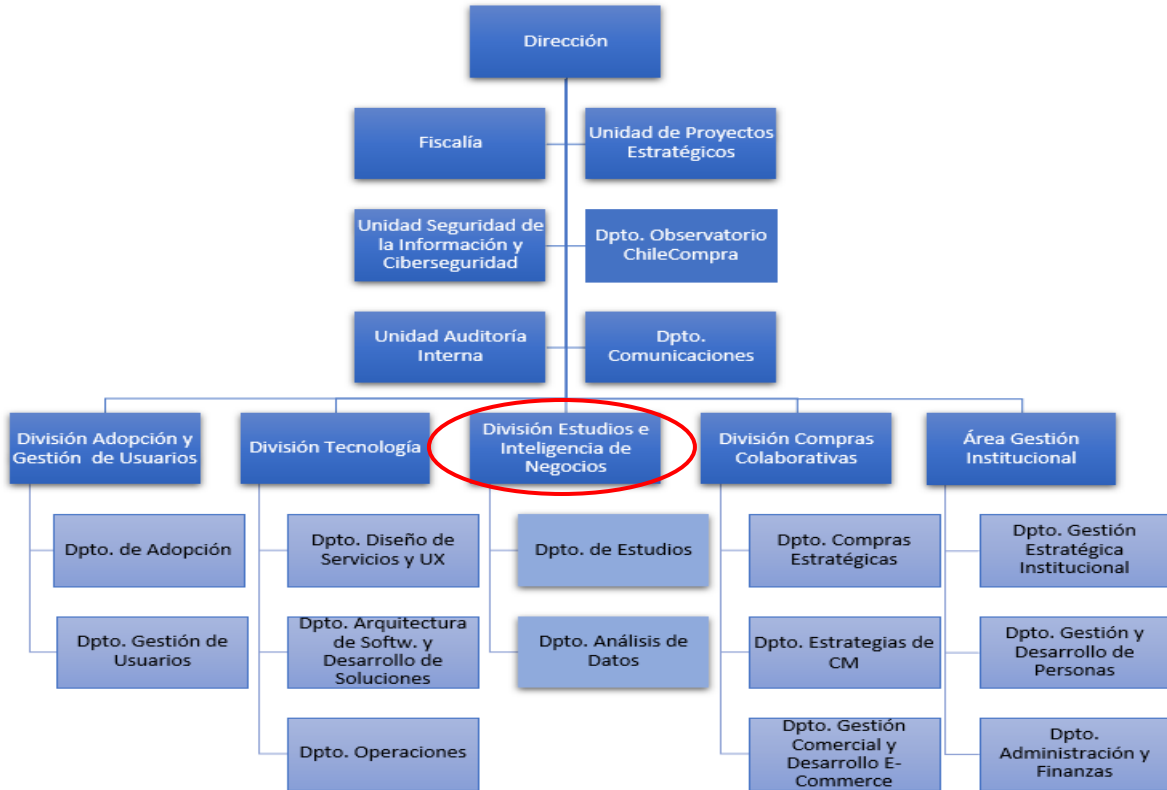 Dirección
Fiscalía
Unidad de Proyectos
Estratégicos
Unidad Seguridad de
la Información y
Ciberseguridad
Dpto. Observatorio
ChileCompra
Unidad Auditoría
Interna
Dpto.
Comunicaciones
División Adopción y
Gestión de Usuarios
División Tecnología
División Estudios e
Inteligencia de
Negocios
División Compras
Colaborativas
Área Gestión
Institucional
Dpto. de Adopción
Dpto. Gestión de
Usuarios
Dpto. Diseño de
Servicios y UX
Dpto. Arquitectura
de Softw. y
Desarrollo de
Soluciones
Dpto. Operaciones
Dpto. de Estudios
Dpto. Análisis de
Datos
Dpto. Compras
Estratégicas
Dpto. Estrategias de
CM
Dpto. Gestión
Comercial y
Desarrollo E-
Commerce
Dpto. Gestión
Estratégica
Institucional
Dpto. Gestión y
Desarrollo de
Personas
Dpto.
Administración y
Finanzas